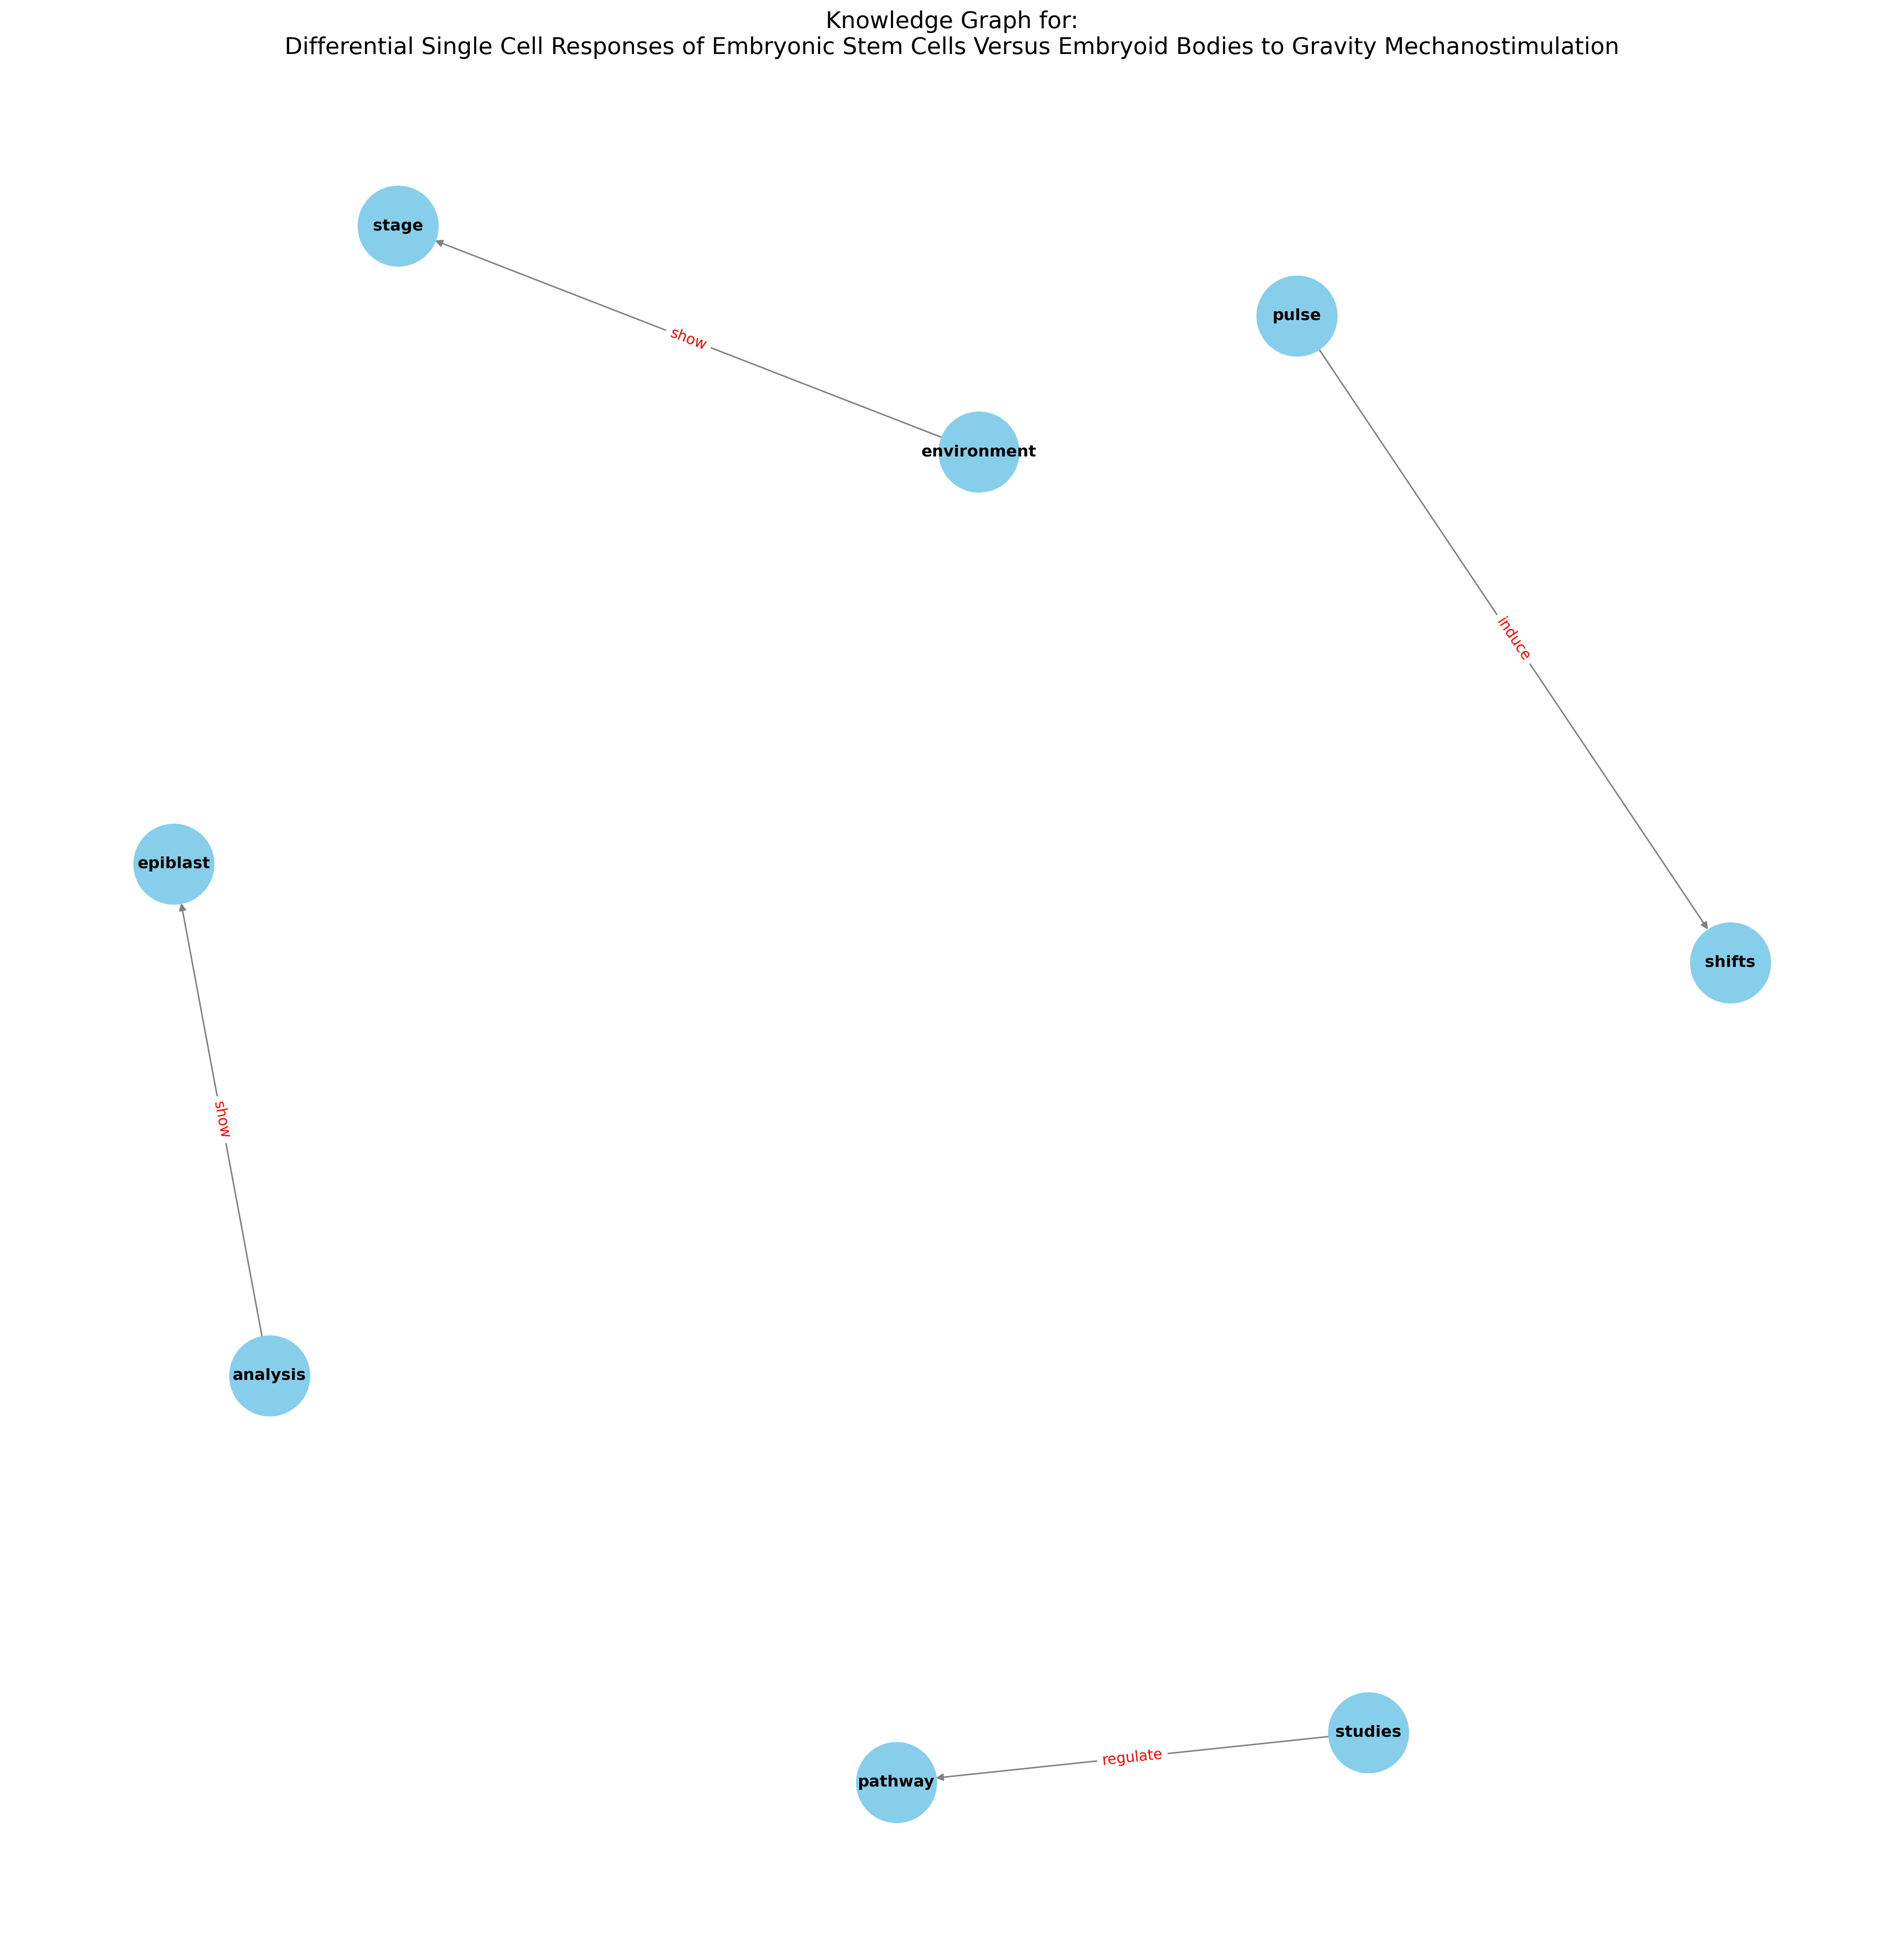 Knowledge Graph for:
Differential Single Cell Responses of Embryonic Stem Cells Versus Embryoid Bodies to Gravity Mechanostimulation
stage
pulse
show
environment
induce
epiblast
shifts
show
analysis
studies
regulate
pathway